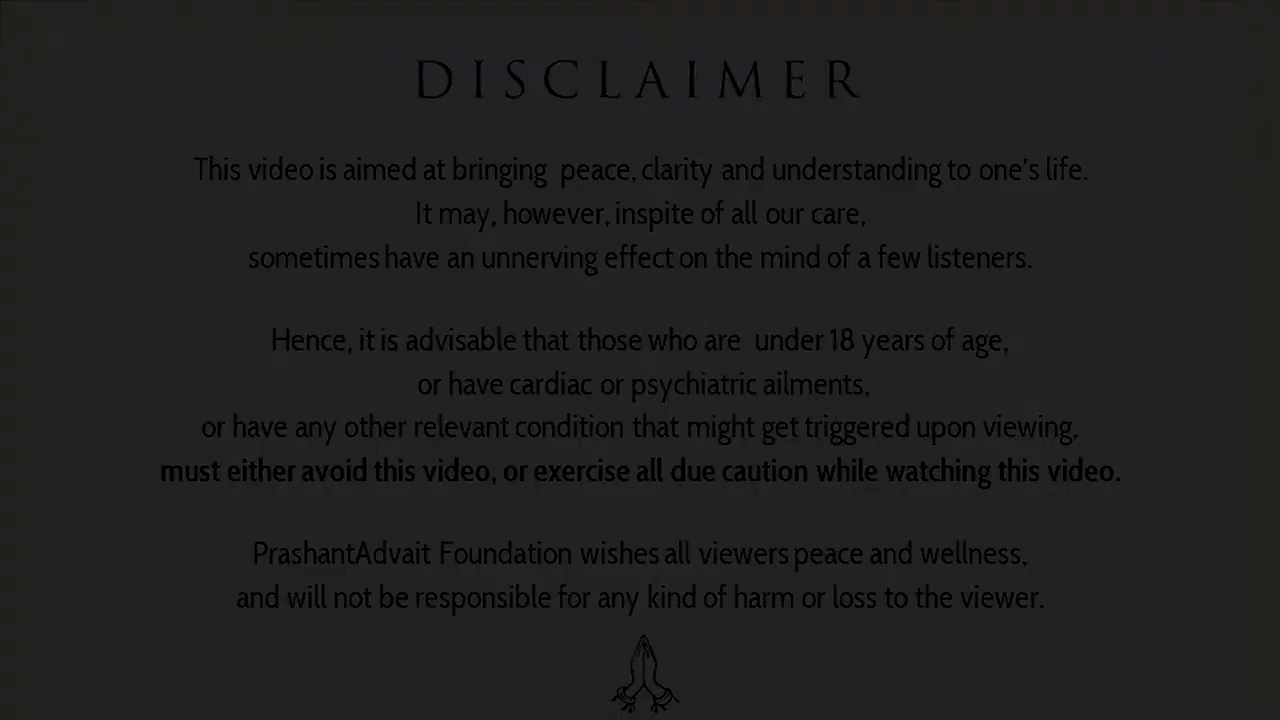 DISCLAIMER
This video is aimed at bringing peace, clarity and understanding to one's life.
It may, however, inspite of all our care,
sometimes have an unnerving effect on the mind of a few listeners.
Hence, it is advisable that those who are under 18 years of age,
or have cardiac or psychiatric ailments,
or have any other relevant condition that might get triggered upon viewing,
must either avoid this video, or exercise all due caution while watching this video.
PrashantAdvait Foundation wishes all viewers peace and wellness,
and will not be responsible for any kind of harm or loss to the viewer.